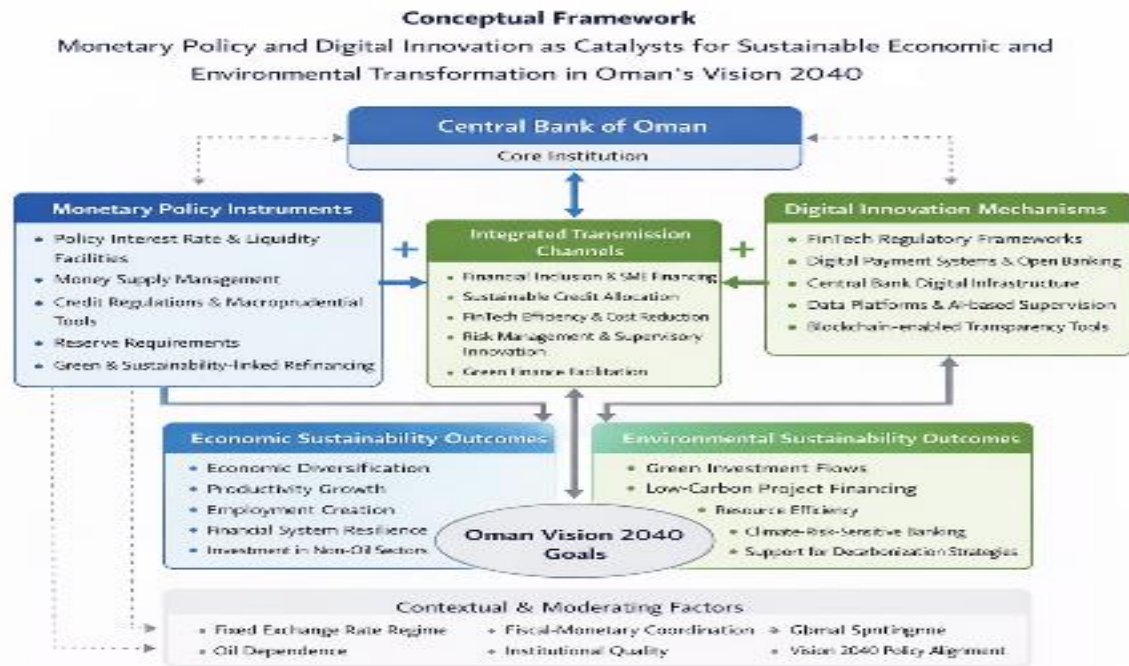 Conceptual Framework
Monetary Policy and Digital Innovation as Catalysts for Sustainable Economic and
Environmental Transformation in Oman's Vision 2040
Central Bank of Oman
Core Institution
Monetary Policy Instruments
• Policy Interest Rate & Liquidity
Facilities
• Money Supply Management
• Credit Regulations & Macroprudential
Tools
• Reserve Requirements
• Green & Sustainability-linked Refinancing
+
Integrated Transmission
Channels
• Financial Inclusion & SME Financing
• Sustainable Credit Allocation
• FinTech Efficiency & Cost Reduction
• Risk Management & Supervisory
Innovation
• Green Finance Facilitation
+
Digital Innovation Mechanisms
• FinTech Regulatory Frameworks
• Digital Payment Systems & Open Banking
• Central Bank Digital Infrastructure
• Data Platforms & AI-based Supervision
• Blockchain-enabled Transparency Tools
Economic Sustainability Outcomes
• Economic Diversification
• Productivity Growth
• Employment Creation
• Financial System Resilience
• Investment in Non-Oil Sectors
Environmental Sustainability Outcomes
• Green Investment Flows
• Low-Carbon Project Financing
• Resource Efficiency
• Climate-Risk-Sensitive Banking
• Support for Decarbonization Strategies
Oman Vision 2040
Goals
Contextual & Moderating Factors
• Fixed Exchange Rate Regime
• Fiscal-Monetary Coordination
• Oil Dependence
• Institutional Quality
• Vision 2040 Policy Alignment